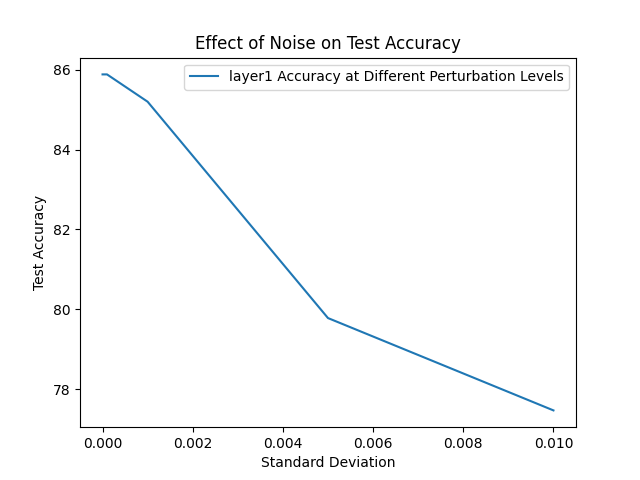 Effect of Noise on Test Accuracy
layer1 Accuracy at Different Perturbation Levels
Test Accuracy
86
84
82
80
78
0.000 0.002 0.004 0.006 0.008 0.010
Standard Deviation